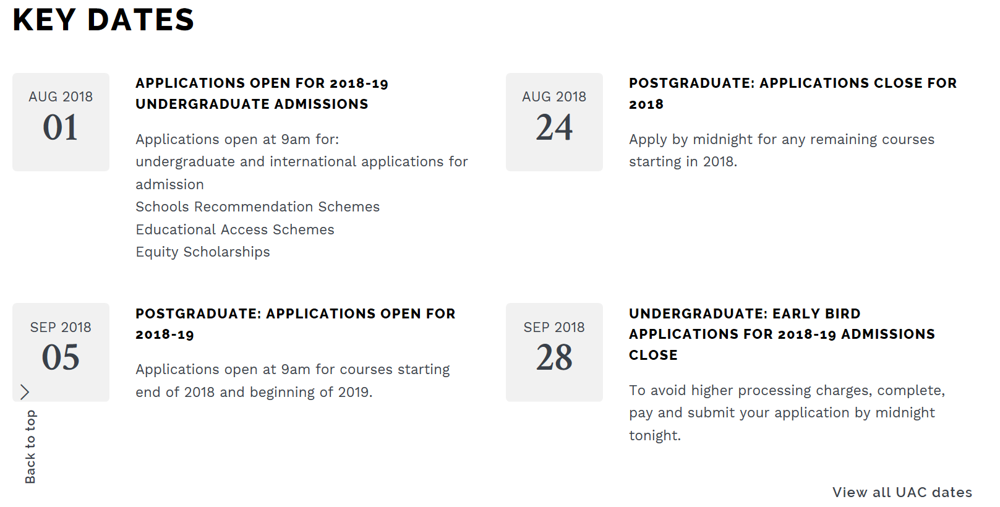 KEY DATES
AUG 2018
01
APPLICATIONS OPEN FOR 2018-19
UNDERGRADUATE ADMISSIONS
Applications open at 9am for:
undergraduate and international applications for
admission
Schools Recommendation Schemes
Educational Access Schemes
Equity Scholarships
AUG 2018
24
POSTGRADUATE: APPLICATIONS CLOSE FOR
2018
Apply by midnight for any remaining courses
starting in 2018.
SEP 2018
05
POSTGRADUATE: APPLICATIONS OPEN FOR
2018-19
Applications open at 9am for courses starting
end of 2018 and beginning of 2019.
SEP 2018
28
UNDERGRADUATE: EARLY BIRD
APPLICATIONS FOR 2018-19 ADMISSIONS
CLOSE
To avoid higher processing charges, complete,
pay and submit your application by midnight
tonight.
Back to top
View all UAC dates